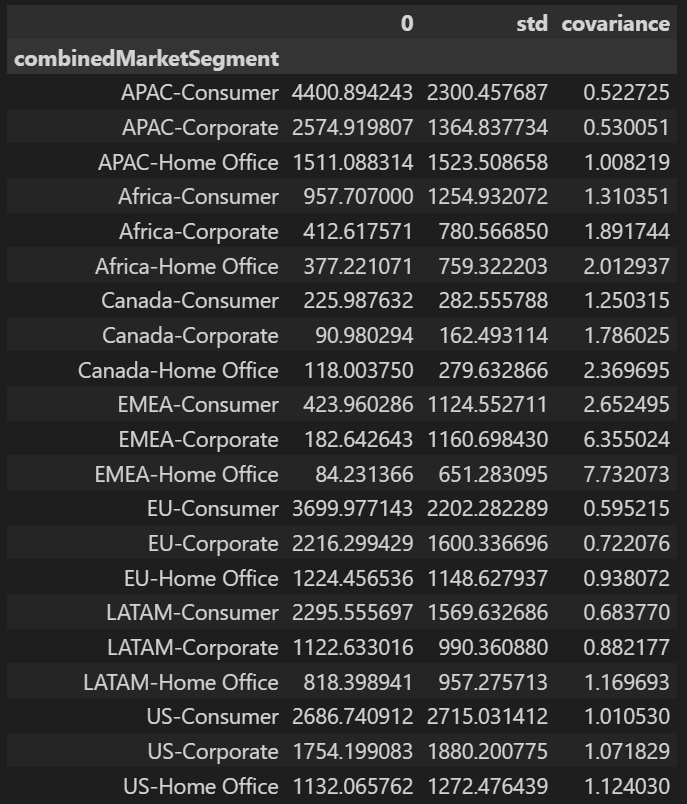 0 std covariance
combinedMarketSegment
APAC-Consumer 4400.894243 2300.457687 0.522725
APAC-Corporate 2574.919807 1364.837734 0.530051
APAC-Home Office 1511.088314 1523.508658 1.008219
Africa-Consumer 957.707000 1254.932072 1.310351
Africa-Corporate 412.617571 780.566850 1.891744
Africa-Home Office 377.221071 759.322203 2.012937
Canada-Consumer 225.987632 282.555788 1.250315
Canada-Corporate 90.980294 162.493114 1.786025
Canada-Home Office 118.003750 279.632866 2.369695
EMEA-Consumer 423.960286 1124.552711 2.652495
EMEA-Corporate 182.642643 1160.698430 6.355024
EMEA-Home Office 84.231366 651.283095 7.732073
EU-Consumer 3699.977143 2202.282289 0.595215
EU-Corporate 2216.299429 1600.336696 0.722076
EU-Home Office 1224.456536 1148.627937 0.938072
LATAM-Consumer 2295.555697 1569.632686 0.683770
LATAM-Corporate 1122.633016 990.360880 0.882177
LATAM-Home Office 818.398941 957.275713 1.169693
US-Consumer 2686.740912 2715.031412 1.010530
US-Corporate 1754.199083 1880.200775 1.071829
US-Home Office 1132.065762 1272.476439 1.124030